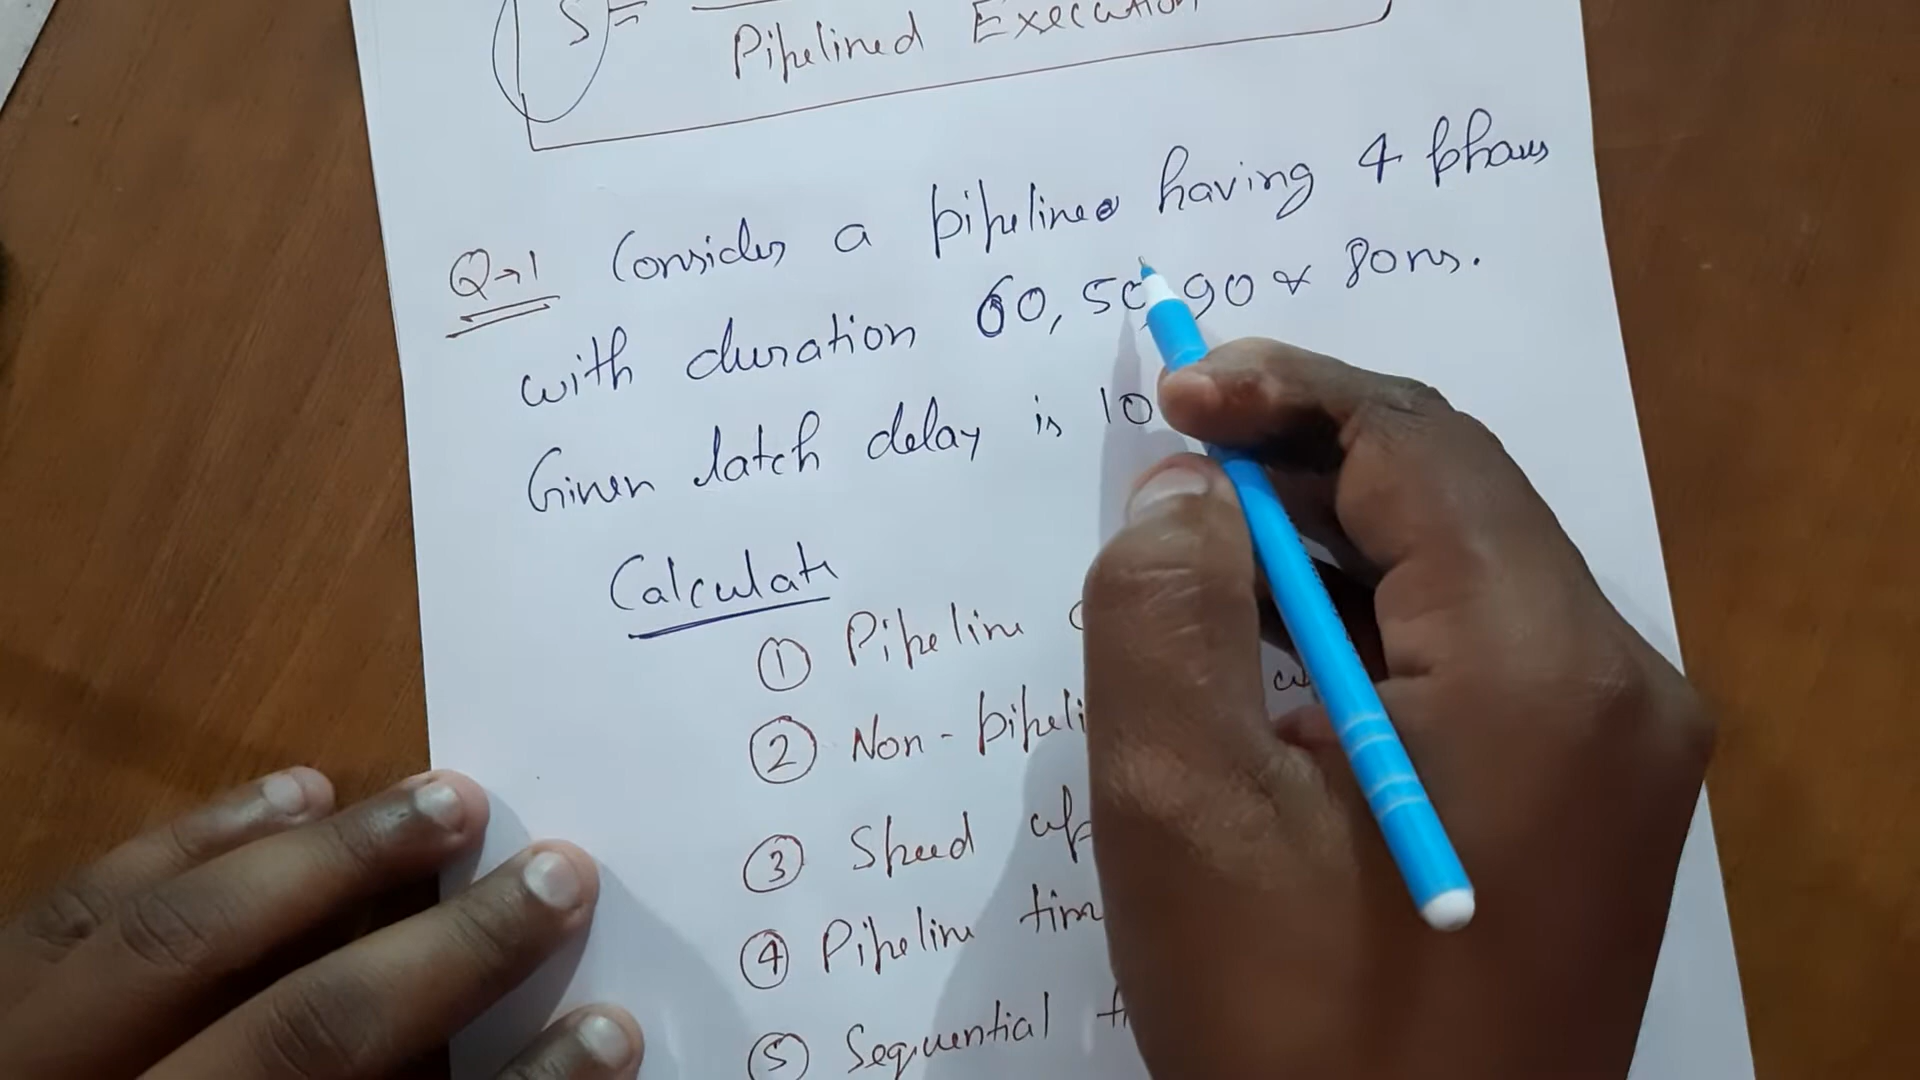 S =
Pipelined Execution
Q→1 Consider a pipeline having 4 phases
with duration 60, 50, 90 & 80ns.
Given latch delay is 10
Calculate
① Pipeline
② Non-pipeli
③ Speed up
④ Pipeline tim
⑤ Sequential